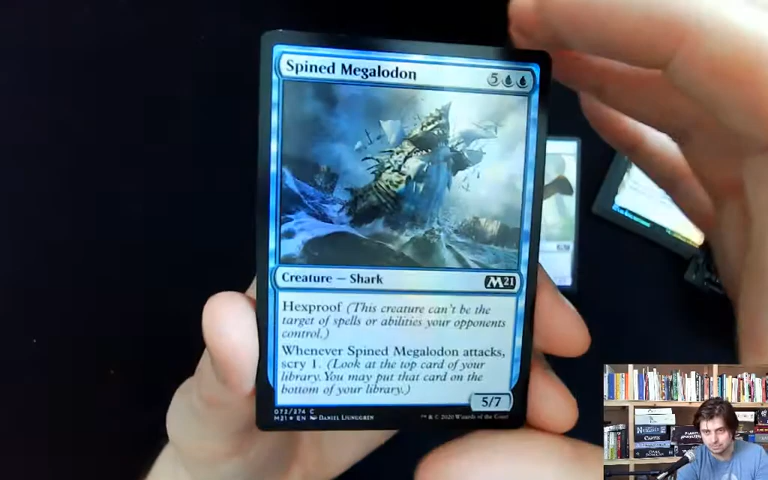 Spined Megalodon
5
Creature — Shark
M21
Hexproof (This creature can't be the
target of spells or abilities your opponents
control.)
Whenever Spined Megalodon attacks,
scry 1. (Look at the top card of your
library. You may put that card on the
bottom of your library.)
5/7
072/274 C
M21 ★ EN DANIEL LJUNGGREN
™ & © 2020 Wizards of the Coast